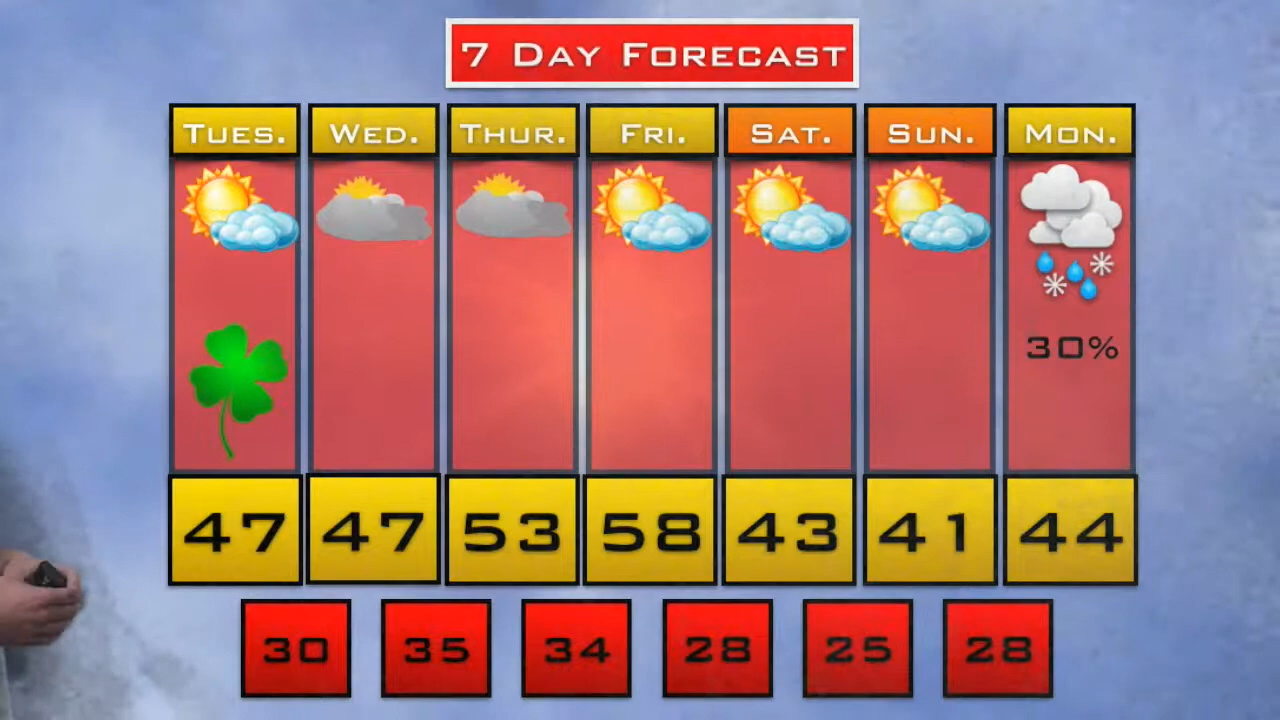 7 DAY FORECAST
TUES. WED. THUR. FRI. SAT. SUN. MON.
30%
47 47 53 58 43 41 44
30 35 34 28 25 28